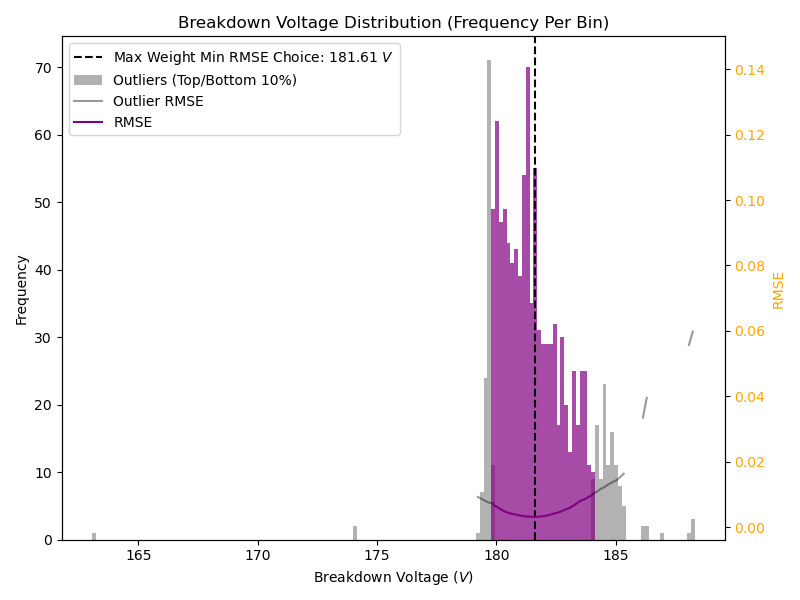 Breakdown Voltage Distribution (Frequency Per Bin)
Max Weight Min RMSE Choice: 181.61 V
Outliers (Top/Bottom 10%)
Outlier RMSE
RMSE
Frequency
0
10
20
30
40
50
60
70
165
170
175
180
185
Breakdown Voltage (V)
0.00
0.02
0.04
0.06
0.08
0.10
0.12
0.14
RMSE